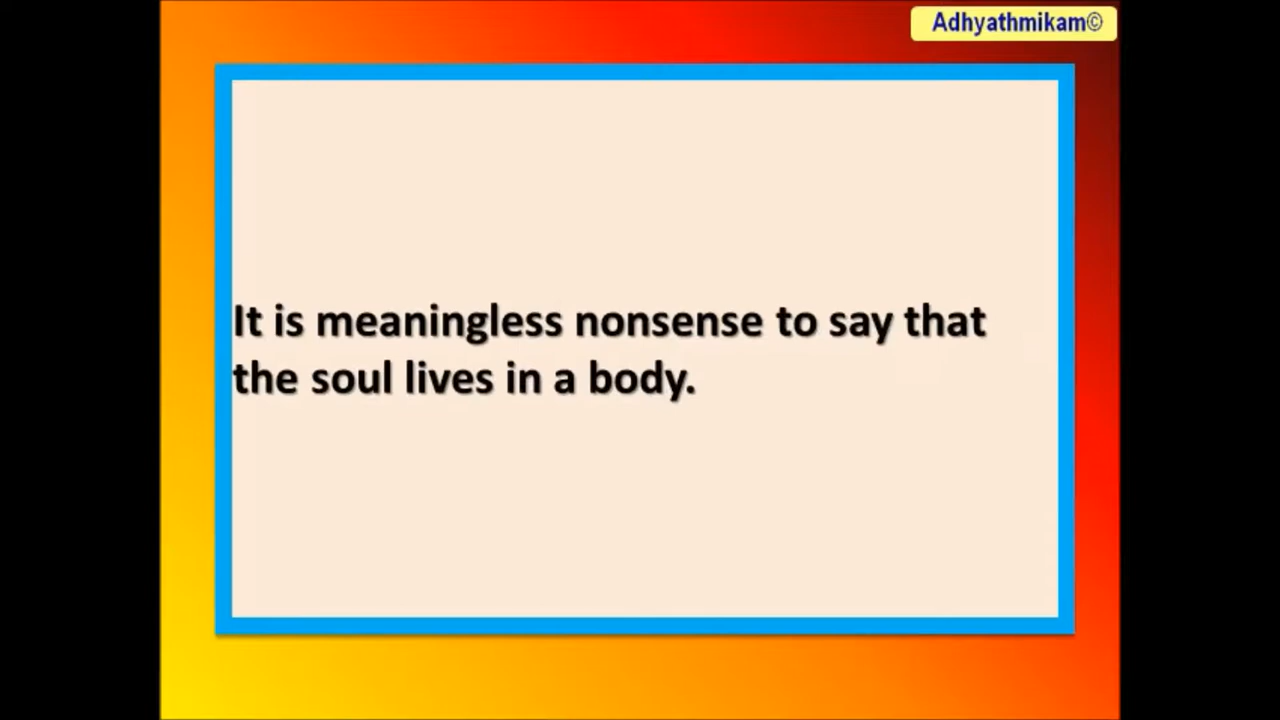 Adhyathmikam©
It is meaningless nonsense to say that
the soul lives in a body.